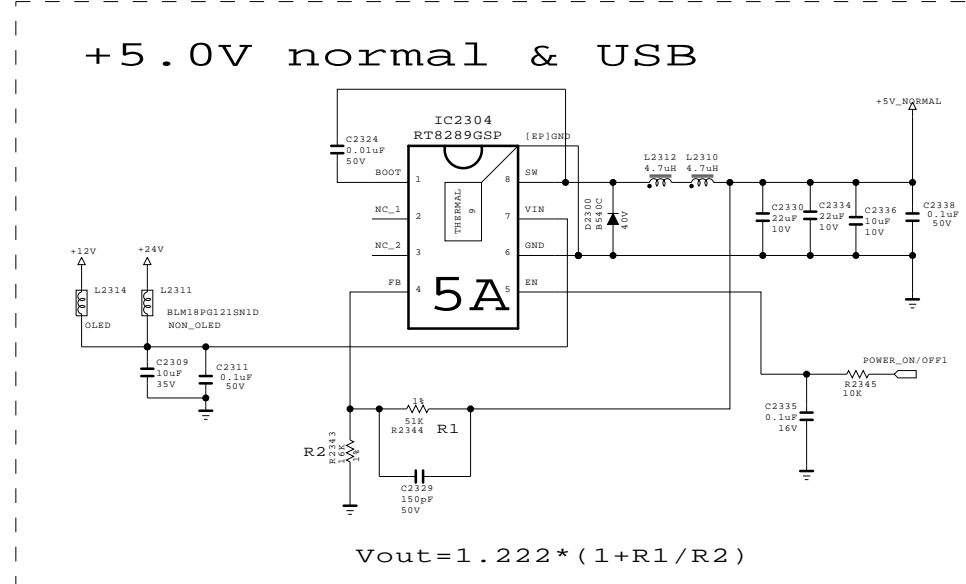 +5.0V normal & USB
+5V_NORMAL
IC2304
RT8289GSP
[EP]GND
C2324
0.01uF
50V
BOOT
1
NC_1
2
NC_2
3
FB
4
THERMAL
9
5A
SW
8
VIN
7
GND
6
EN
5
L2312
4.7uH
L2310
4.7uH
D2300
B540C
40V
C2330
22uF
10V
C2334
22uF
10V
C2336
10uF
10V
C2338
0.1uF
50V
+12V
+24V
L2314
OLED
L2311
BLM18PG121SN1D
NON_OLED
C2309
10uF
35V
C2311
0.1uF
50V
POWER_ON/OFF1
R2345
10K
C2335
0.1uF
16V
1%
51K
R2344
R1
R2
R2343
16K
1%
C2329
150pF
50V
Vout=1.222*(1+R1/R2)